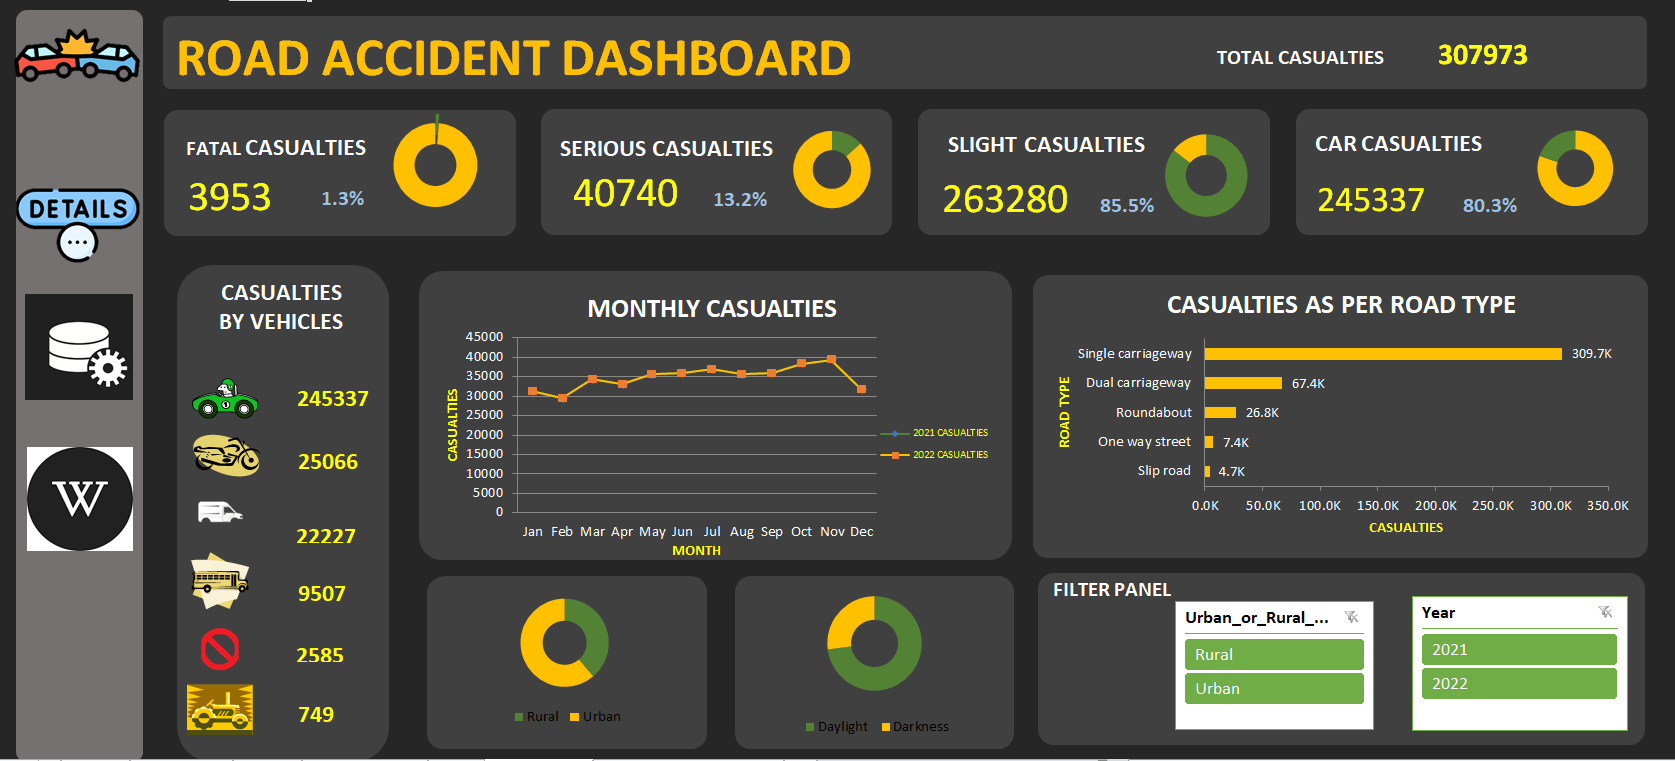 ROAD ACCIDENT DASHBOARD
TOTAL CASUALTIES 307973
DETAILS
W
FATAL CASUALTIES
3953 1.3%
SERIOUS CASUALTIES
40740 13.2%
SLIGHT CASUALTIES
263280 85.5%
CAR CASUALTIES
245337 80.3%
CASUALTIES
BY VEHICLES
1
245337
25066
22227
9507
2585
749
MONTHLY CASUALTIES
CASUALTIES
45000
40000
35000
30000
25000
20000
15000
10000
5000
0
Jan Feb Mar Apr May Jun Jul Aug Sep Oct Nov Dec
MONTH
2021 CASUALTIES
2022 CASUALTIES
CASUALTIES AS PER ROAD TYPE
ROAD TYPE
Single carriageway 309.7K
Dual carriageway 67.4K
Roundabout 26.8K
One way street 7.4K
Slip road 4.7K
0.0K 50.0K 100.0K 150.0K 200.0K 250.0K 300.0K 350.0K
CASUALTIES
Rural Urban
Daylight Darkness
FILTER PANEL
Urban_or_Rural_...
Rural
Urban
Year
2021
2022